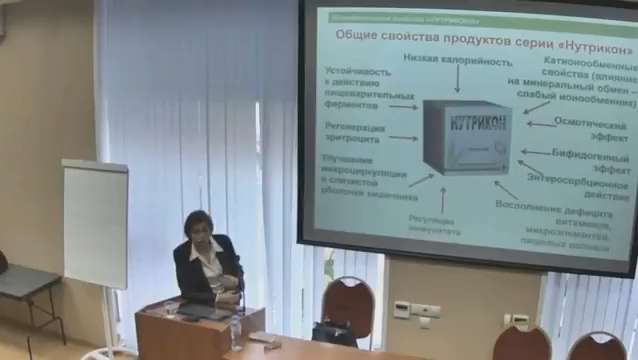 Общие свойства продуктов серии «Нутрикон»
Низкая калорийность
Устойчивость
к действию
пищеварительных
ферментов
Катионообменные
свойства (влияние
на минеральный обмен –
слабый ионообменник)
НУТРИКОН
Осмотический
эффект
Регенерация
эритроцита
Бифидогенный
эффект
Улучшение
микроциркуляции
в слизистой
оболочке кишечника
Энтеросорбционное
действие
Регуляция
иммунитета
Восполнение дефицита
витаминов,
микроэлементов,
пищевых волокон